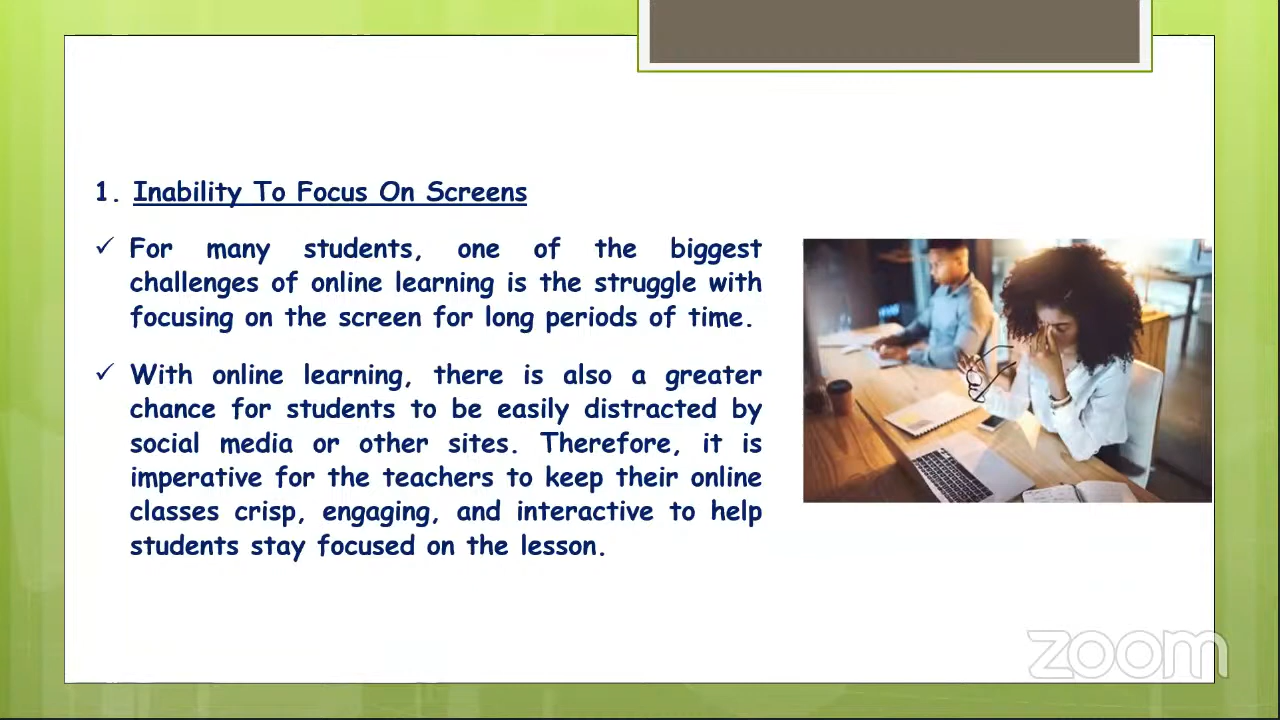 1. Inability To Focus On Screens
✓ For many students, one of the biggest
challenges of online learning is the struggle with
focusing on the screen for long periods of time.
✓ With online learning, there is also a greater
chance for students to be easily distracted by
social media or other sites. Therefore, it is
imperative for the teachers to keep their online
classes crisp, engaging, and interactive to help
students stay focused on the lesson.
zoom